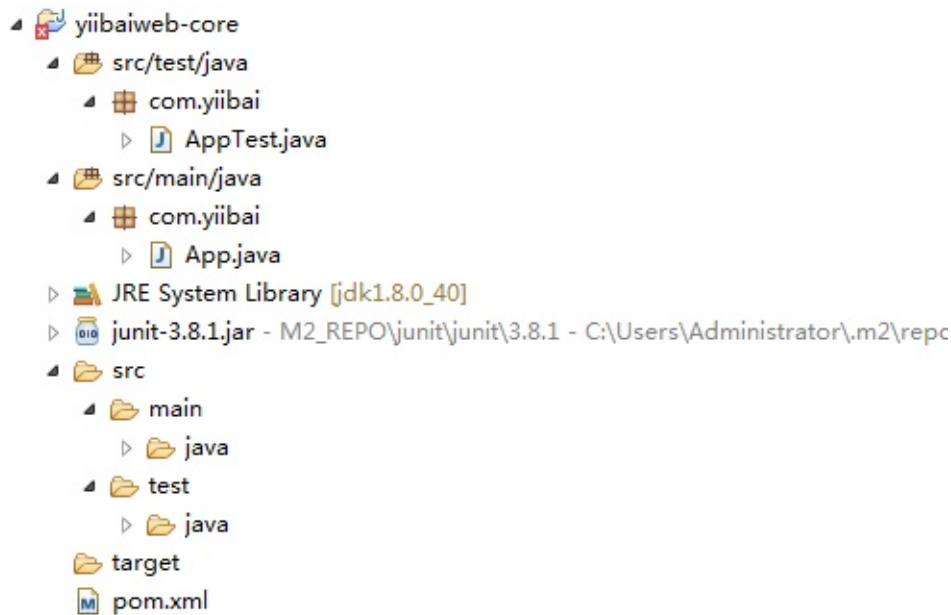 yiibaiweb-core
src/test/java
com.yiibai
AppTest.java
src/main/java
com.yiibai
App.java
JRE System Library [jdk1.8.0_40]
junit-3.8.1.jar - M2_REPO\junit\junit\3.8.1 - C:\Users\Administrator\.m2\repo
src
main
java
test
java
target
pom.xml